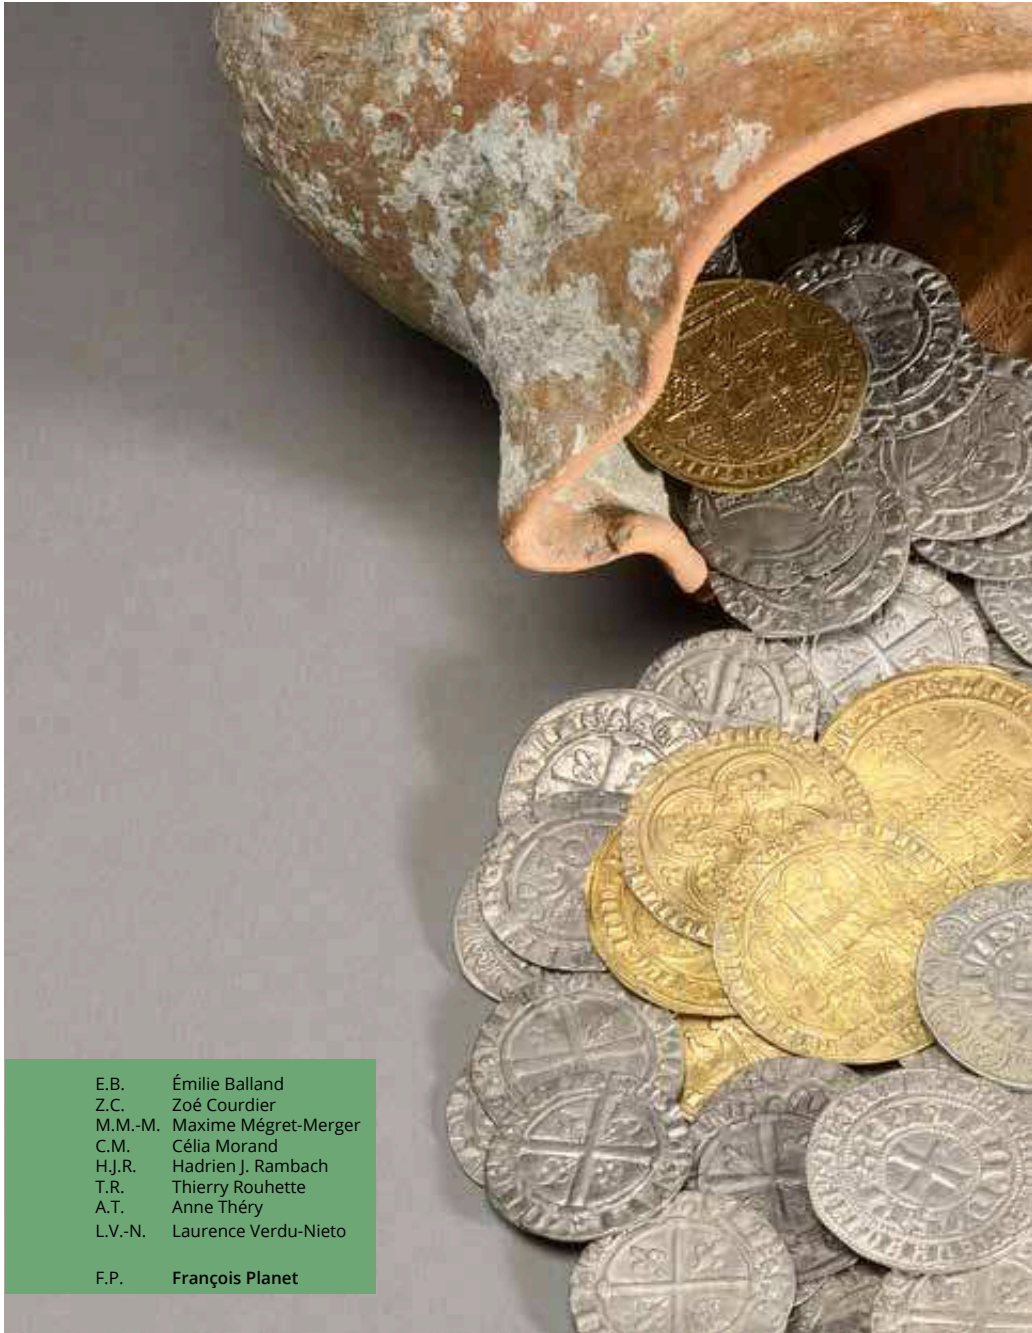 E.B. Émilie Balland
Z.C. Zoé Courdier
M.M.-M. Maxime Mégret-Merger
C.M. Célia Morand
H.J.R. Hadrien J. Rambach
T.R. Thierry Rouhette
A.T. Anne Théry
L.V.-N. Laurence Verdu-Nieto
F.P. François Planet